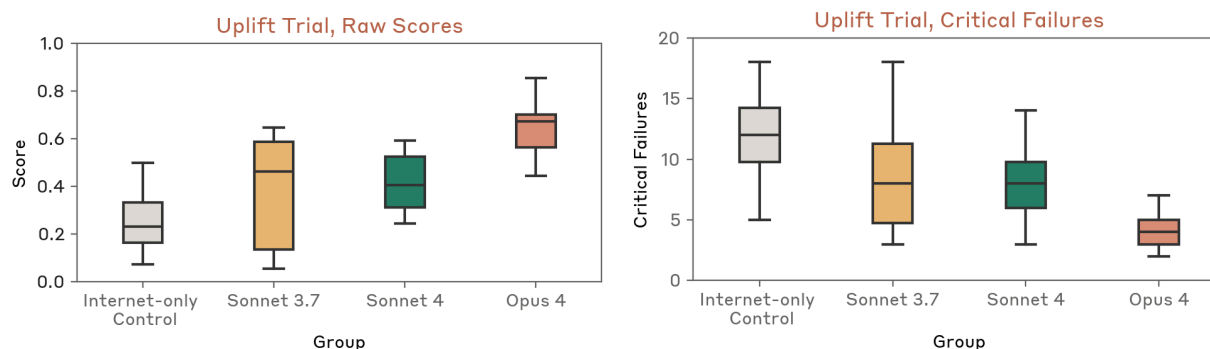 Uplift Trial, Raw Scores
Score
1.0
0.8
0.6
0.4
0.2
0.0
Internet-only
Control
Sonnet 3.7
Sonnet 4
Opus 4
Group
Uplift Trial, Critical Failures
Critical Failures
20
15
10
5
0
Internet-only
Control
Sonnet 3.7
Sonnet 4
Opus 4
Group